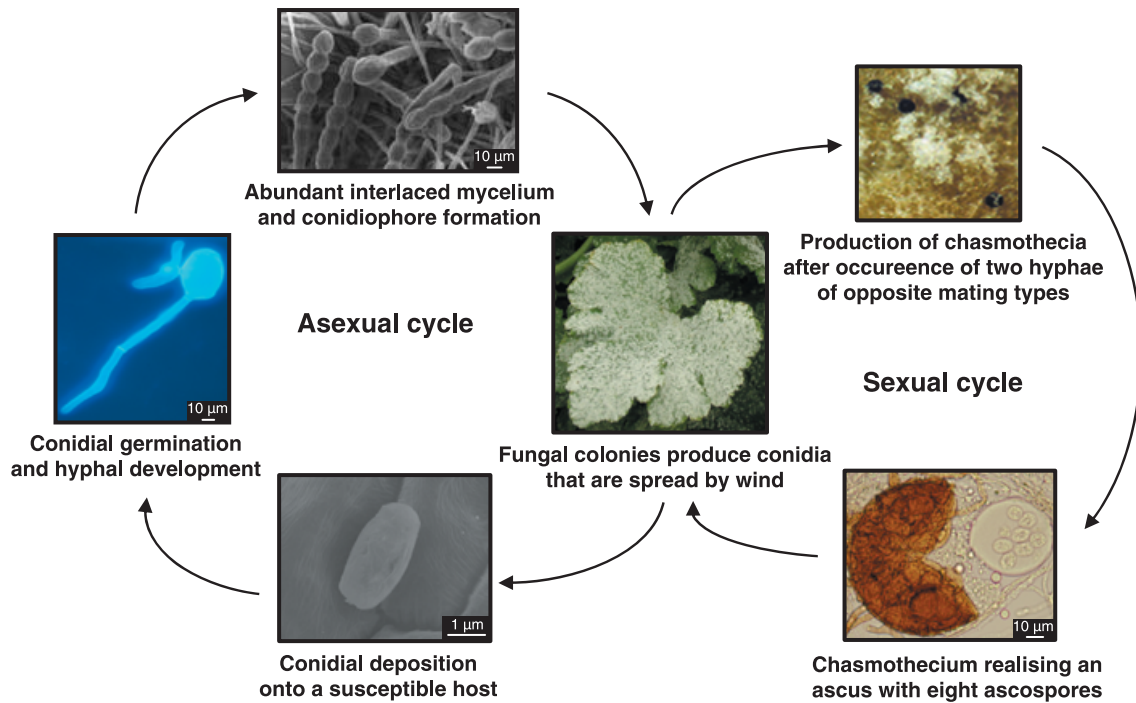 10 µm
Abundant interlaced mycelium
and conidiophore formation
Production of chasmothecia
after occureence of two hyphae
of opposite mating types
Asexual cycle
Sexual cycle
10 µm
Conidial germination
and hyphal development
Fungal colonies produce conidia
that are spread by wind
1 µm
Conidial deposition
onto a susceptible host
10 µm
Chasmothecium realising an
ascus with eight ascospores